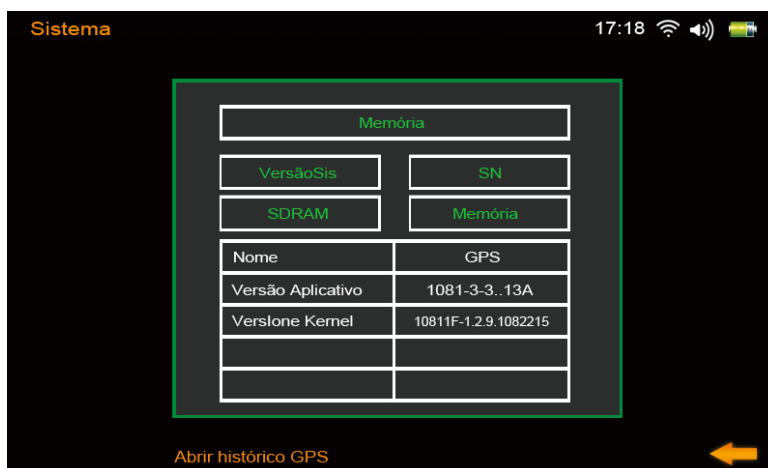 Sistema 17:18
Memória
VersãoSis SN
SDRAM Memória
Nome GPS
Versão Aplicativo 1081-3-3..13A
Verslone Kernel 10811F-1.2.9.1082215
Abrir histórico GPS